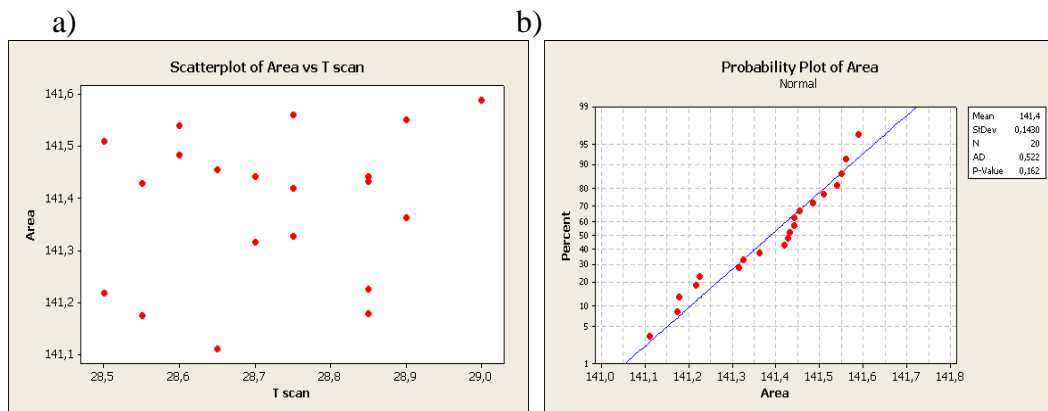 a)
Scatterplot of Area vs T scan
Area
141,6
141,5
141,4
141,3
141,2
141,1
28,5 28,6 28,7 28,8 28,9 29,0
T scan
b)
Probability Plot of Area
Normal
Percent
99
95
90
80
70
60
50
40
30
20
10
5
1
141,0 141,1 141,2 141,3 141,4 141,5 141,6 141,7 141,8
Area
Mean 141,4
StDev 0,1430
N 20
AD 0,522
P-Value 0,162